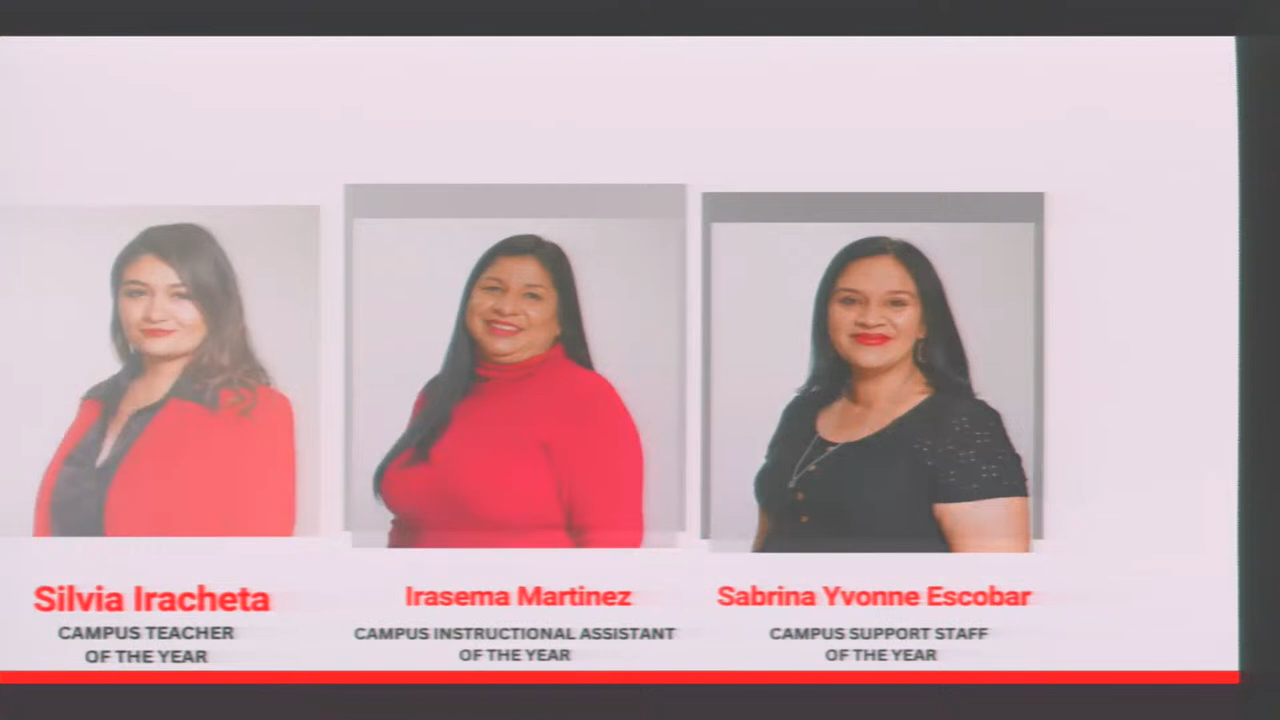 Silvia Iracheta
CAMPUS TEACHER
OF THE YEAR
Irasema Martinez
CAMPUS INSTRUCTIONAL ASSISTANT
OF THE YEAR
Sabrina Yvonne Escobar
CAMPUS SUPPORT STAFF
OF THE YEAR